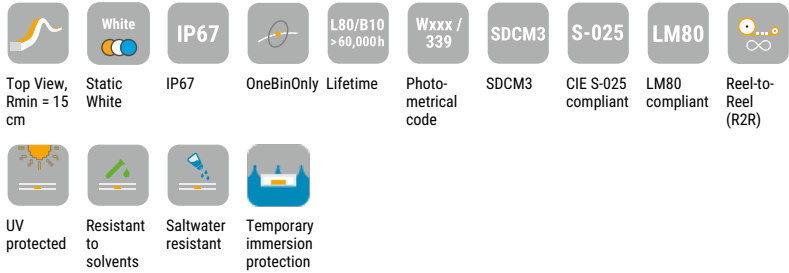 White
IP67
L80/B10
>60,000h
Wxxx /
339
SDCM3
S-025
LM80
Top View,
Rmin = 15
cm
Static
White
IP67
OneBinOnly
Lifetime
Photo-
metrical
code
SDCM3
CIE S-025
compliant
LM80
compliant
Reel-to-
Reel
(R2R)
UV
protected
Resistant
to
solvents
Saltwater
resistant
Temporary
immersion
protection